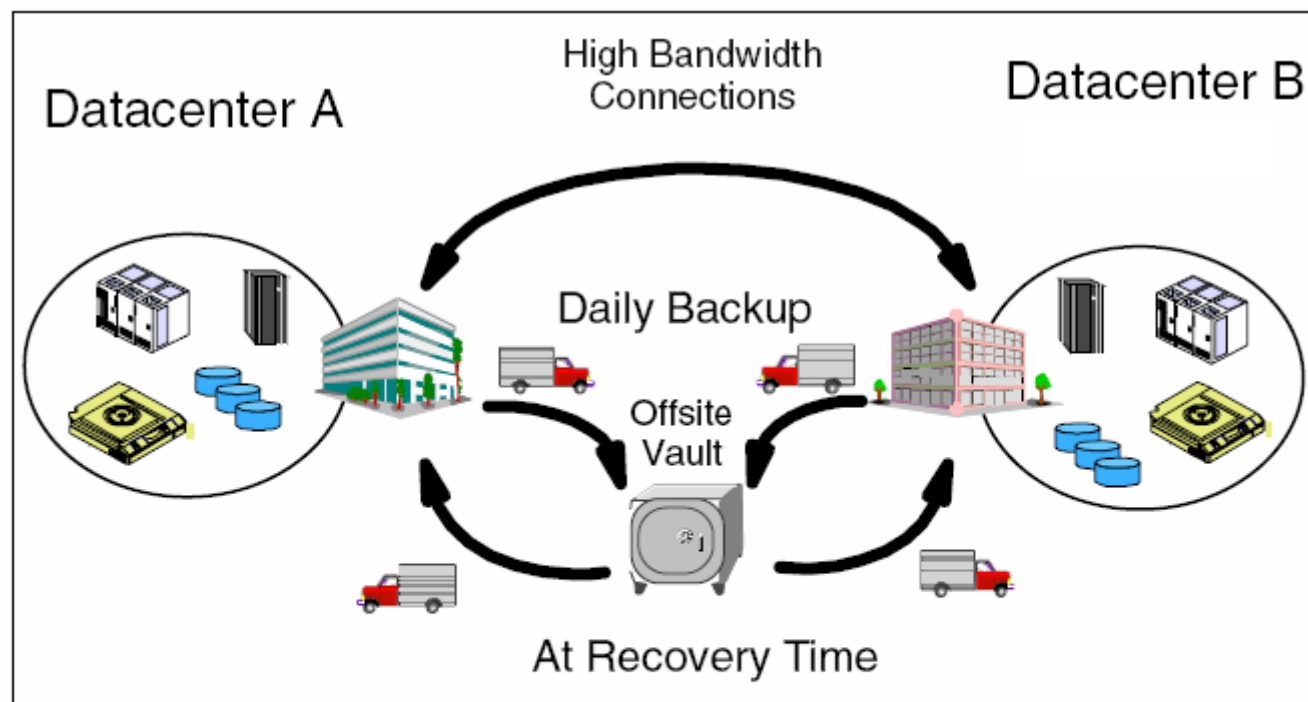 High Bandwidth
Connections
Datacenter A
Datacenter B
Daily Backup
Offsite
Vault
At Recovery Time